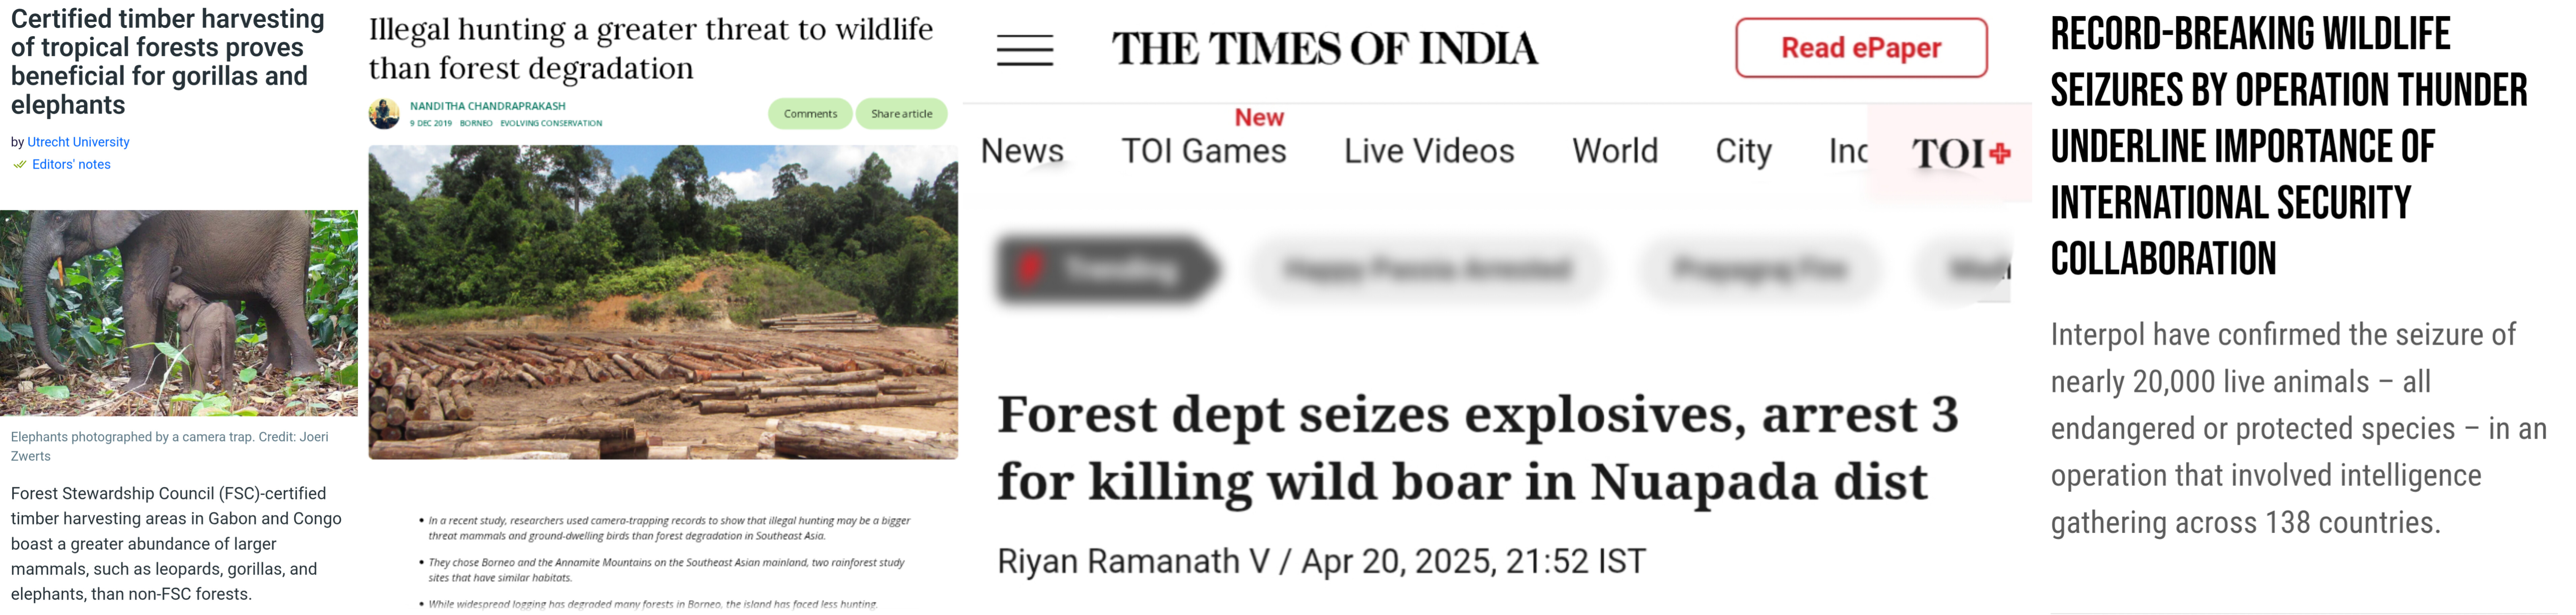 Certified timber harvesting
of tropical forests proves
beneficial for gorillas and
elephants
by Utrecht University
Editors' notes
Elephants photographed by a camera trap. Credit: Joeri
Zwerts
Forest Stewardship Council (FSC)-certified
timber harvesting areas in Gabon and Congo
boast a greater abundance of larger
mammals, such as leopards, gorillas, and
elephants, than non-FSC forests.
Illegal hunting a greater threat to wildlife
than forest degradation
NANDITHA CHANDRAPRAKASH
9 DEC 2019 BORNEO EVOLVING CONSERVATION
Comments
Share article
• In a recent study, researchers used camera-trapping records to show that illegal hunting may be a bigger
threat mammals and ground-dwelling birds than forest degradation in Southeast Asia.
• They chose Borneo and the Annamite Mountains on the Southeast Asian mainland, two rainforest study
sites that have similar habitats.
• While widespread logging has degraded many forests in Borneo, the island has faced less hunting.
THE TIMES OF INDIA
Read ePaper
New
News TOI Games Live Videos World City Ind TOI+
Trending Happy Passia Arrested Prayagraj Fire
Forest dept seizes explosives, arrest 3
for killing wild boar in Nuapada dist
Riyan Ramanath V / Apr 20, 2025, 21:52 IST
RECORD-BREAKING WILDLIFE
SEIZURES BY OPERATION THUNDER
UNDERLINE IMPORTANCE OF
INTERNATIONAL SECURITY
COLLABORATION
Interpol have confirmed the seizure of
nearly 20,000 live animals – all
endangered or protected species – in an
operation that involved intelligence
gathering across 138 countries.